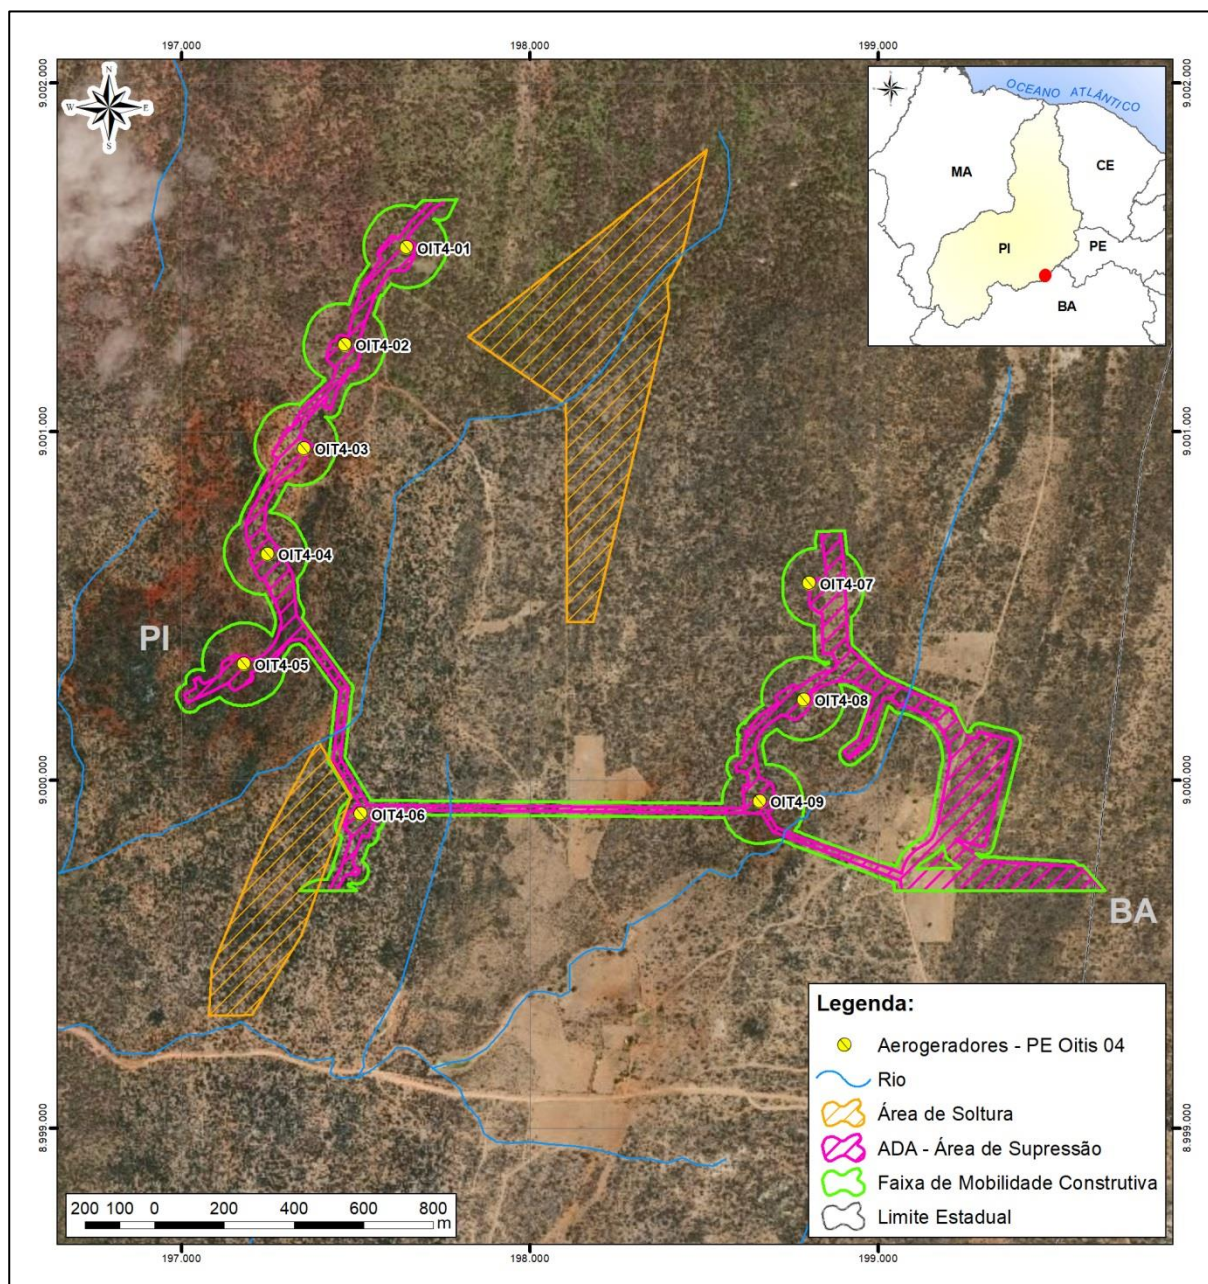 197.000 198.000 199.000
9.002.000 9.002.000
N
W E
S
OCEANO ATLÂNTICO
MA CE
PI PE
BA
OIT4-01
OIT4-02
9.001.000 9.001.000
OIT4-03
OIT4-04
OIT4-07
PI
OIT4-05
OIT4-08
9.000.000 9.000.000
OIT4-09
OIT4-06
BA
Legenda:
Aerogeradores - PE Oitis 04
Rio
Área de Soltura
8.999.000 8.999.000
ADA - Área de Supressão
Faixa de Mobilidade Construtiva
Limite Estadual
200 100 0 200 400 600 800
m
197.000 198.000 199.000